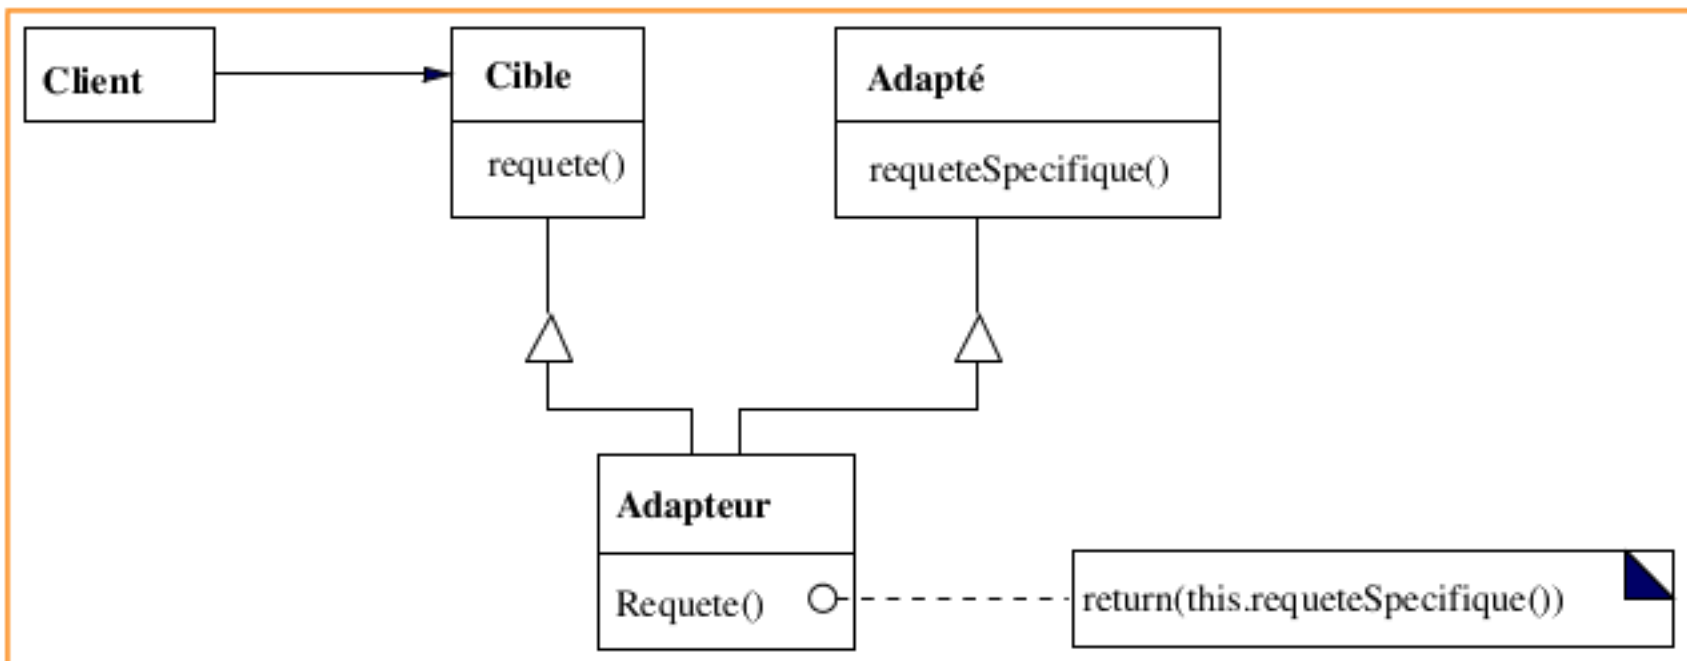 Client
Cible
requete()
Adapté
requeteSpecifique()
Adapteur
Requete()
return(this.requeteSpecifique())